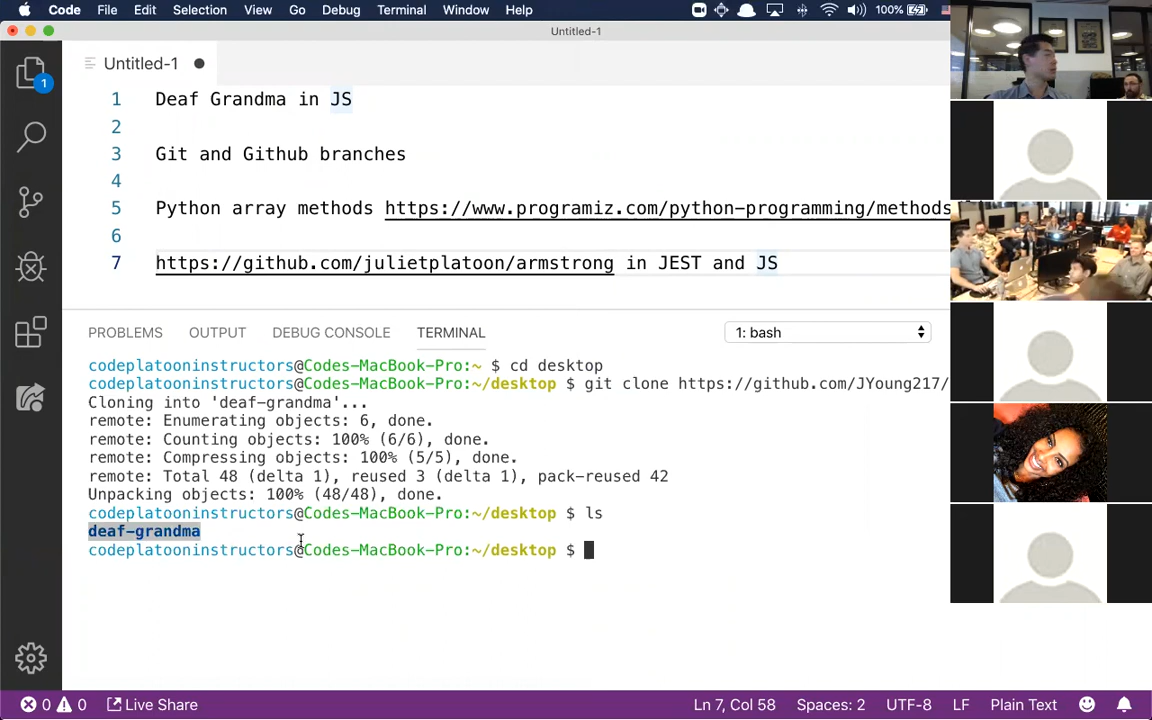 Code File Edit Selection View Go Debug Terminal Window Help 100%
Untitled-1
Untitled-1
1
1 Deaf Grandma in JS
2
3 Git and Github branches
4
5 Python array methods https://www.programiz.com/python-programming/methods
6
7 https://github.com/julietplatoon/armstrong in JEST and JS
PROBLEMS OUTPUT DEBUG CONSOLE TERMINAL 1: bash
codeplatooninstructors@Codes-MacBook-Pro:~ $ cd desktop
codeplatooninstructors@Codes-MacBook-Pro:~/desktop $ git clone https://github.com/JYoung217/
Cloning into 'deaf-grandma'...
remote: Enumerating objects: 6, done.
remote: Counting objects: 100% (6/6), done.
remote: Compressing objects: 100% (5/5), done.
remote: Total 48 (delta 1), reused 3 (delta 1), pack-reused 42
Unpacking objects: 100% (48/48), done.
codeplatooninstructors@Codes-MacBook-Pro:~/desktop $ ls
deaf-grandma
codeplatooninstructors@Codes-MacBook-Pro:~/desktop $
0 0 Live Share Ln 7, Col 58 Spaces: 2 UTF-8 LF Plain Text